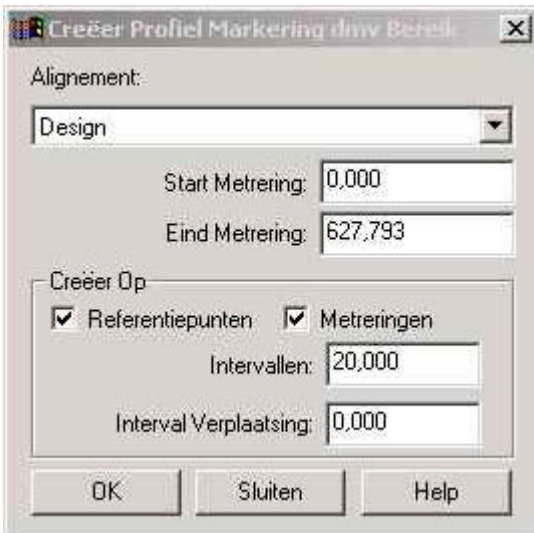 Creëer Profiel Markering dmv Bereik
Alignement:
Design
Start Metrering: 0,000
Eind Metrering: 627,793
Creëer Op
Referentiepunten Metreringen
Intervallen: 20,000
Interval Verplaatsing: 0,000
OK Sluiten Help